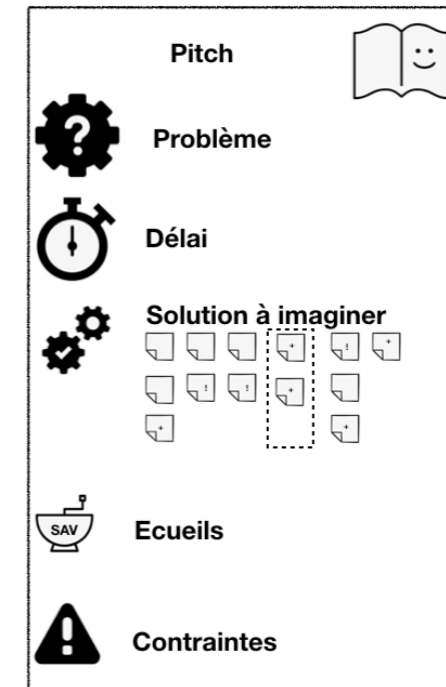 Pitch
?
Problème
Délai
Solution à imaginer
+ ! +
! ! +
+ +
SAV
Ecueils
!
Contraintes